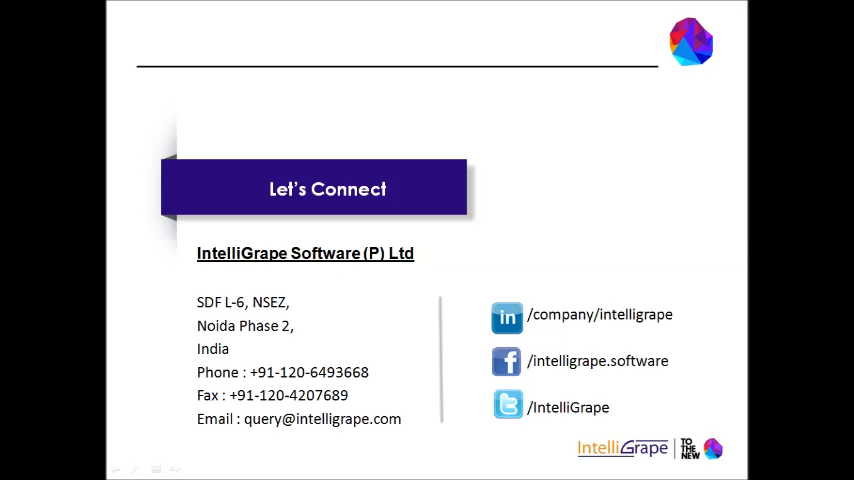 Let's Connect
IntelliGrape Software (P) Ltd
SDF L-6, NSEZ,
Noida Phase 2,
India
Phone : +91-120-6493668
Fax : +91-120-4207689
Email : query@intelligrape.com
in /company/intelligrape
f /intelligrape.software
t /IntelliGrape
IntelliGrape
TO
THE
NEW